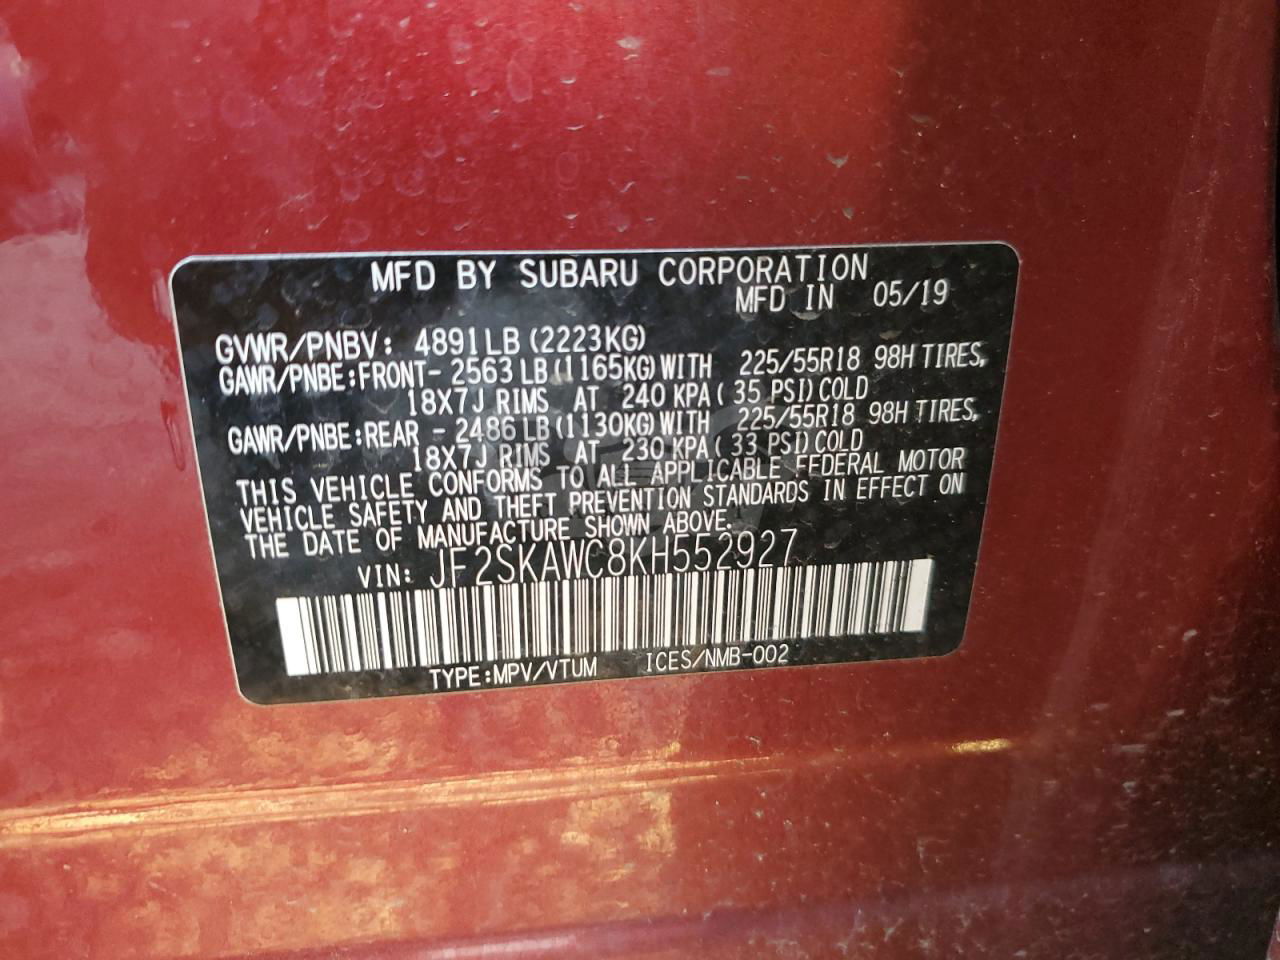 MFD BY SUBARU CORPORATION
MFD IN 05/19
GVWR/PNBV: 4891LB (2223KG)
GAWR/PNBE:FRONT- 2563LB (1165KG) WITH 225/55R18 98H TIRES,
18X7J RIMS AT 240 KPA( 35 PSI) COLD
GAWR/PNBE:REAR - 2486LB (1130KG) WITH 225/55R18 98H TIRES,
18X7J RIMS AT 230 KPA( 33 PSI) COLD
THIS VEHICLE CONFORMS TO ALL APPLICABLE FEDERAL MOTOR
VEHICLE SAFETY AND THEFT PREVENTION STANDARDS IN EFFECT ON
THE DATE OF MANUFACTURE SHOWN ABOVE.
VIN: JF2SKAWC8KH552927
TYPE:MPV/VTUM ICES/NMB-002